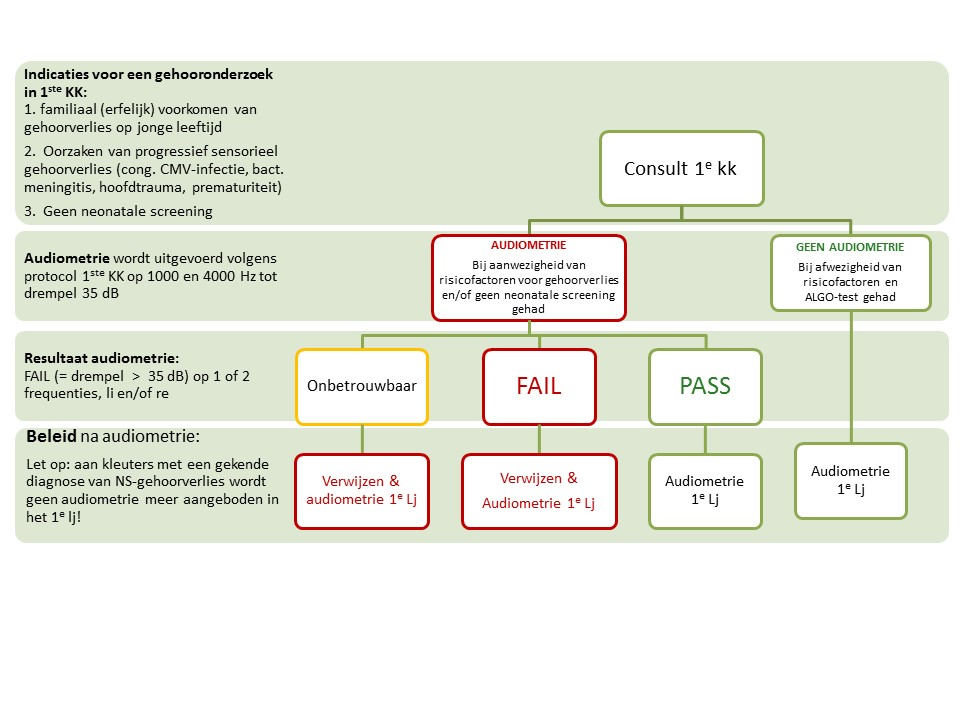 Indicaties voor een gehooronderzoek
in 1ste KK:
1. familiaal (erfelijk) voorkomen van
gehoorverlies op jonge leeftijd
2. Oorzaken van progressief sensorieel
gehoorverlies (cong. CMV-infectie, bact.
meningitis, hoofdtrauma, prematuriteit)
3. Geen neonatale screening
Consult 1e kk
Audiometrie wordt uitgevoerd volgens
protocol 1ste KK op 1000 en 4000 Hz tot
drempel 35 dB
AUDIOMETRIE
Bij aanwezigheid van
risicofactoren voor gehoorverlies
en/of geen neonatale screening
gehad
GEEN AUDIOMETRIE
Bij afwezigheid van
risicofactoren en
ALGO-test gehad
Resultaat audiometrie:
FAIL (= drempel > 35 dB) op 1 of 2
frequenties, li en/of re
Onbetrouwbaar
FAIL
PASS
Beleid na audiometrie:
Let op: aan kleuters met een gekende
diagnose van NS-gehoorverlies wordt
geen audiometrie meer aangeboden in
het 1e lj!
Verwijzen &
audiometrie 1e Lj
Verwijzen &
Audiometrie 1e Lj
Audiometrie
1e Lj
Audiometrie
1e Lj